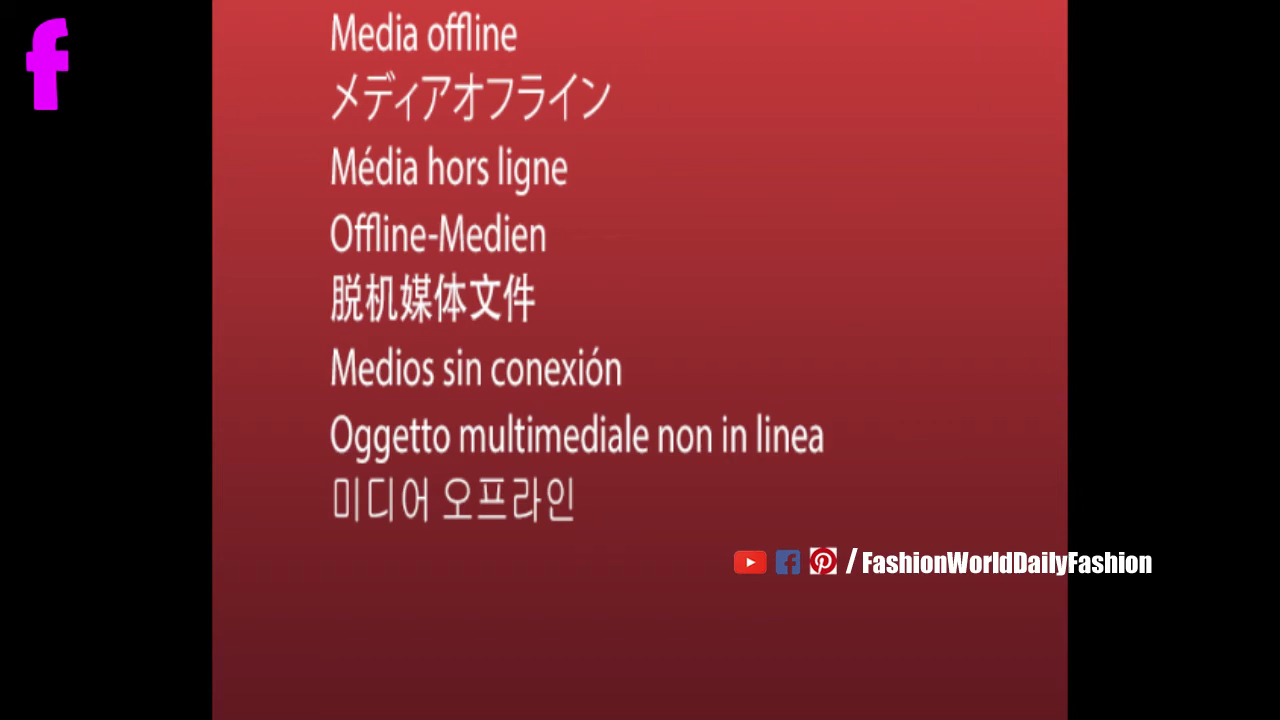 f
Media offline
メディアオフライン
Média hors ligne
Offline-Medien
脱机媒体文件
Medios sin conexión
Oggetto multimediale non in linea
미디어 오프라인
/FashionWorldDailyFashion